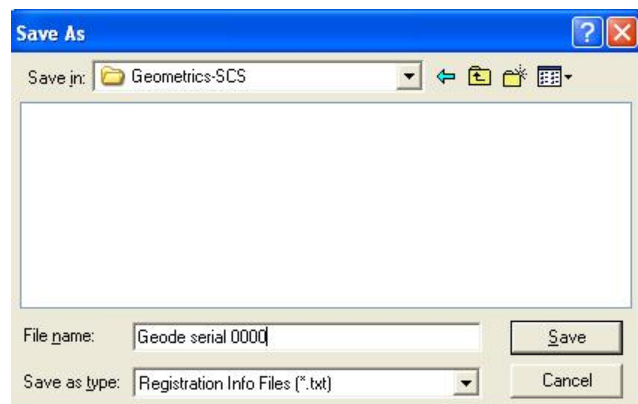 Save As
Save in: Geometrics-SCS
File name: Geode serial 0000 Save
Save as type: Registration Info Files (*.txt) Cancel